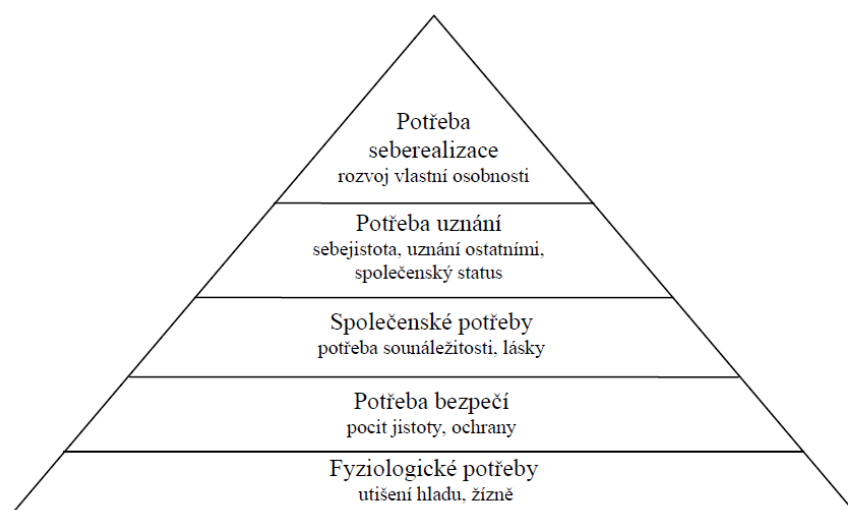 Potřeba
seberealizace
rozvoj vlastní osobnosti
Potřeba uznání
sebejistota, uznání ostatními,
společenský status
Společenské potřeby
potřeba sounáležitosti, lásky
Potřeba bezpečí
pocit jistoty, ochrany
Fyziologické potřeby
utišení hladu, žízně